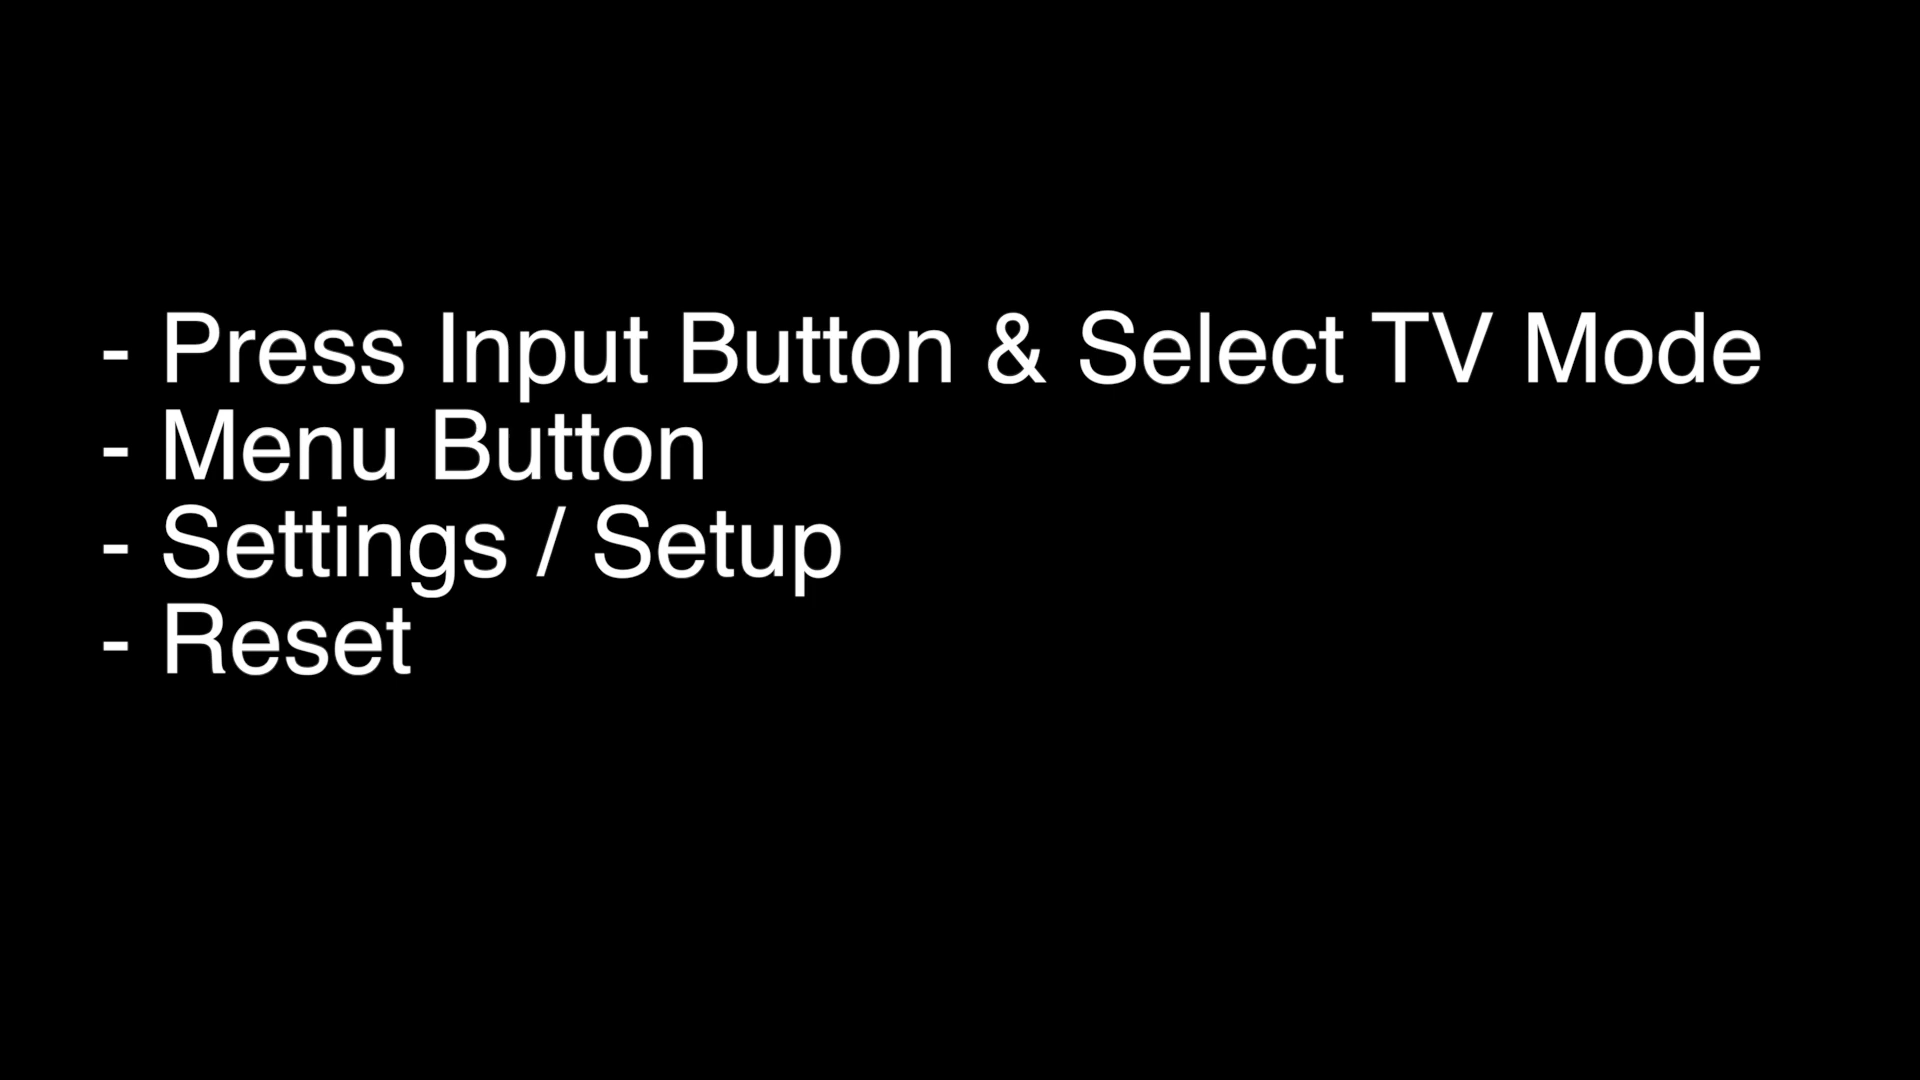 - Press Input Button & Select TV Mode
- Menu Button
- Settings / Setup
- Reset